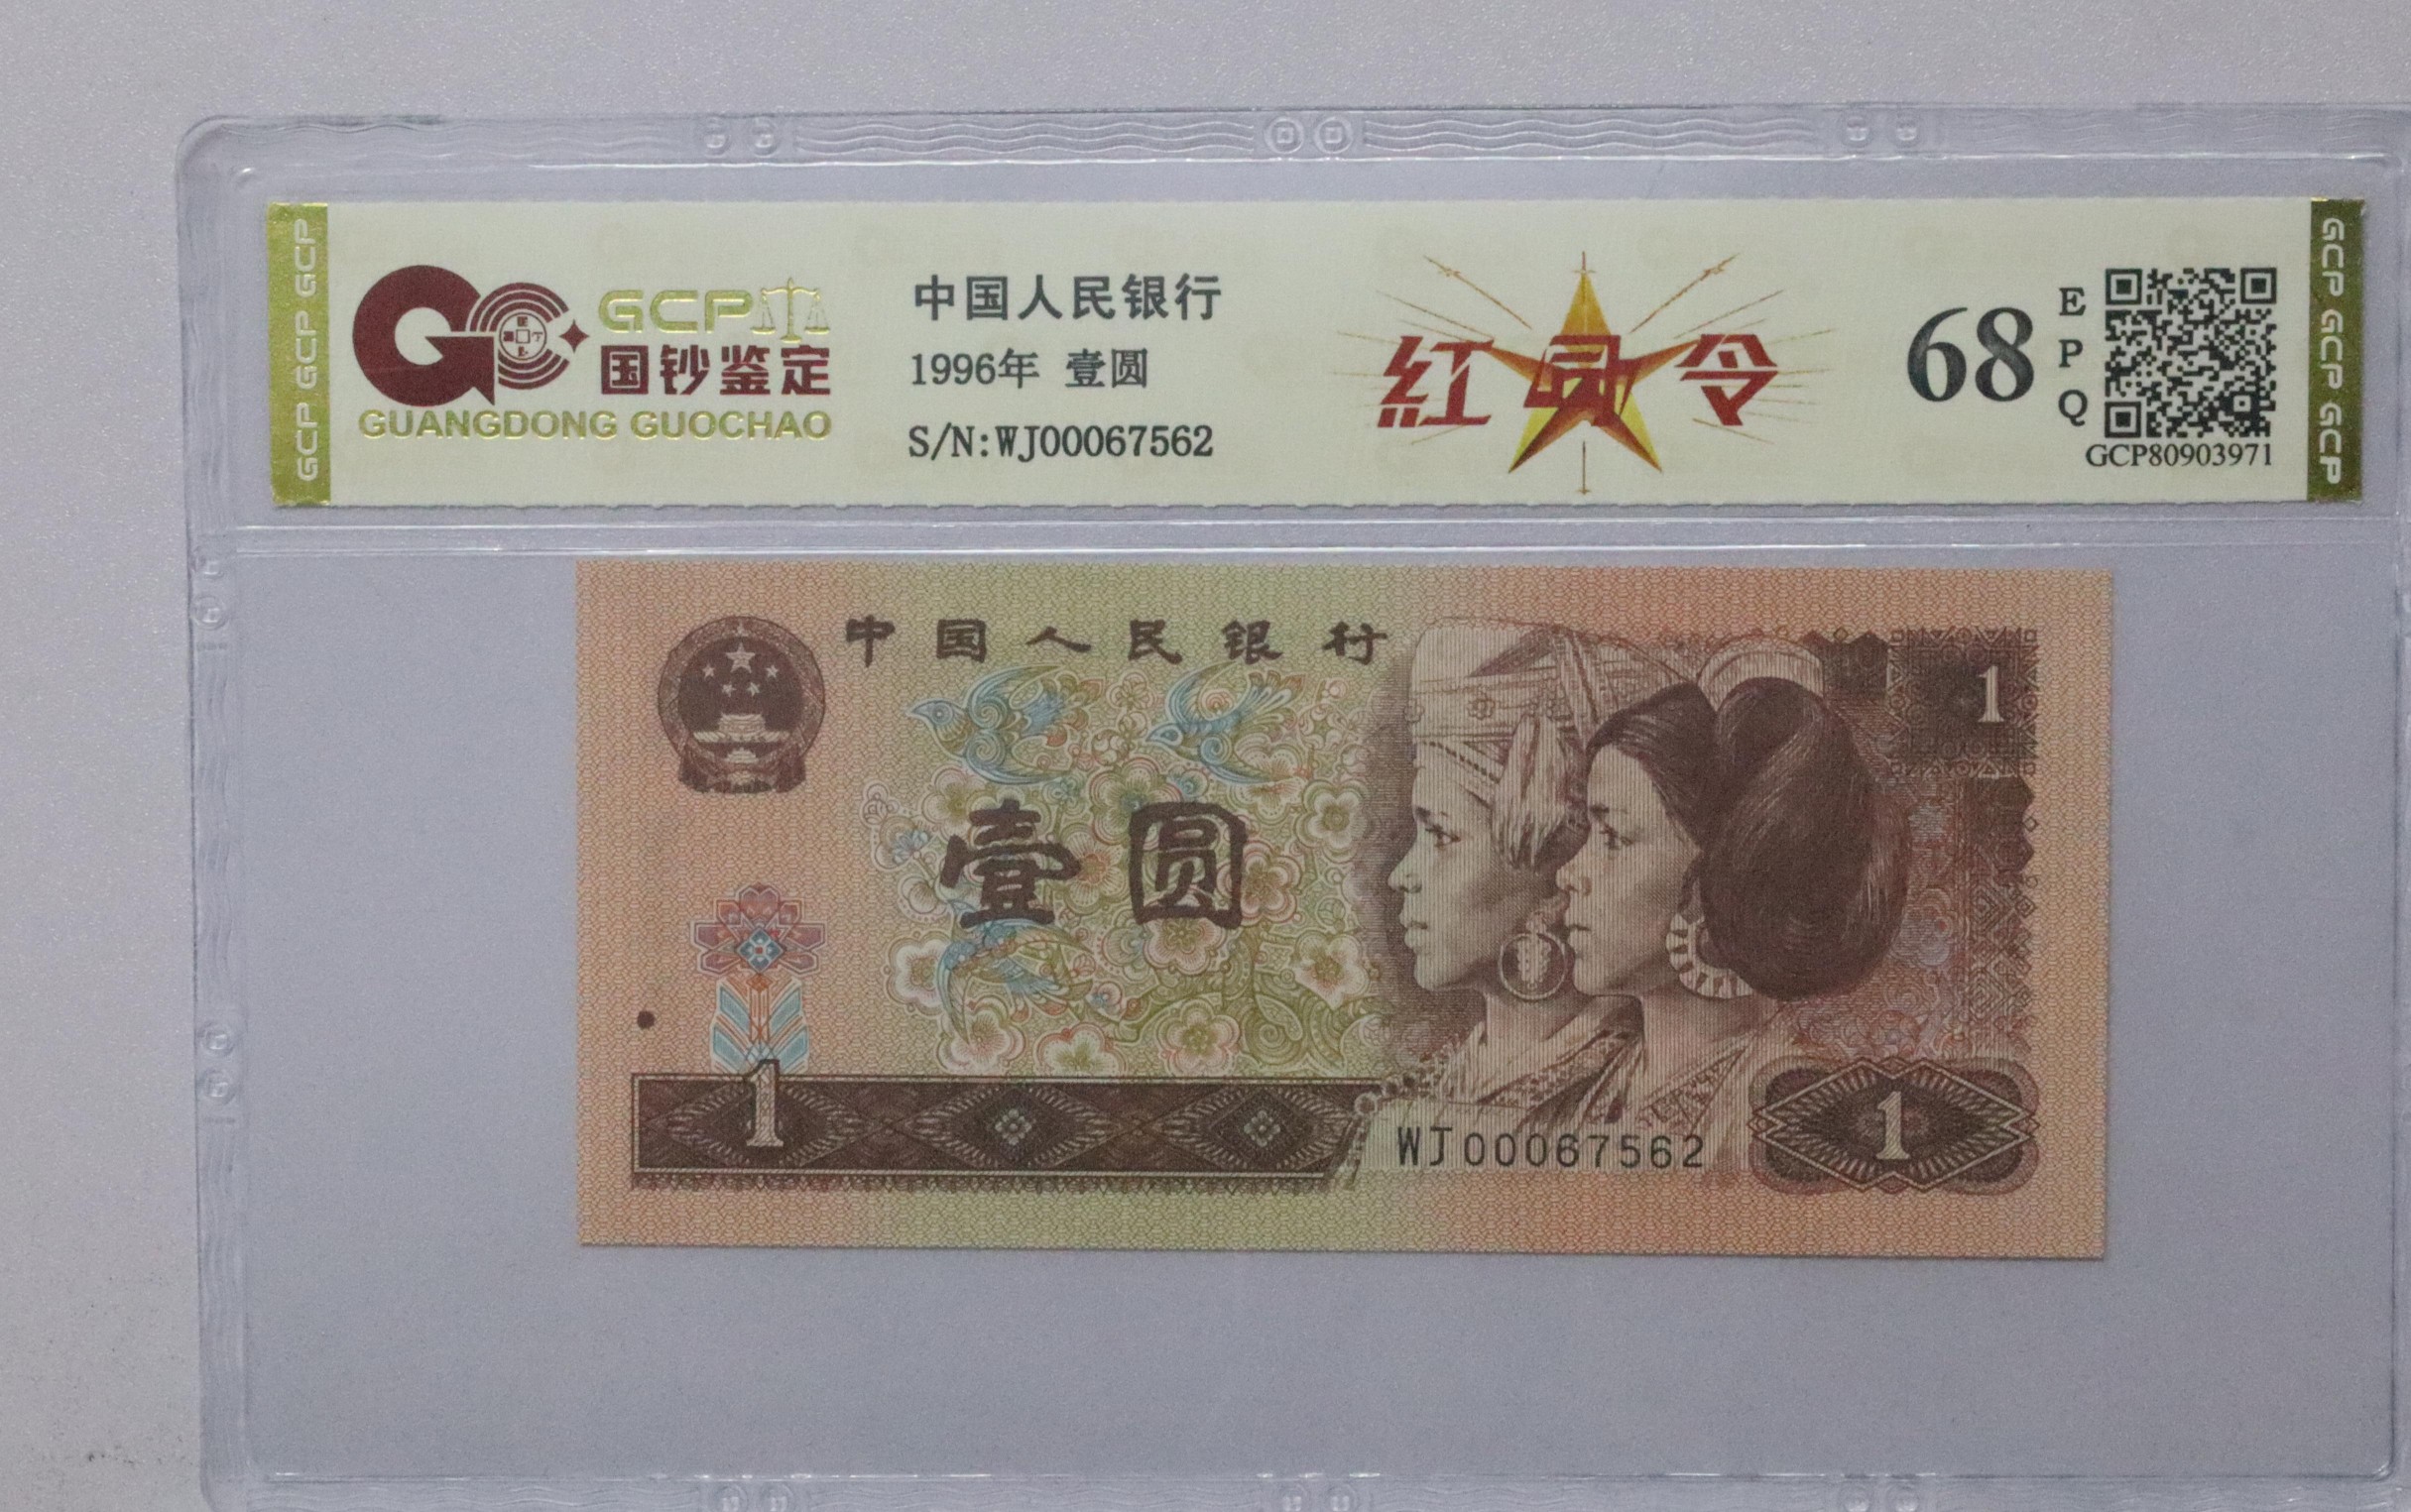 GCP GCP GCP
GCP
国钞鉴定
GUANGDONG GUOCHAO
中国人民银行
1996年 壹圆
S/N:WJ00067562
68
E
P
Q
GCP80903971
GCP GCP GCP
中国人民银行
1
壹圆
1
WJ00067562
1